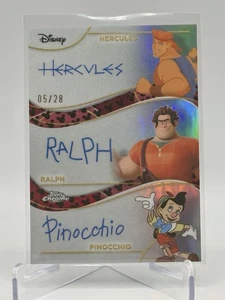 Disney
HERCULES
HERCULES
05/28
RALPH
RALPH
Topps
Chrome
Pinocchio
PINOCCHIO